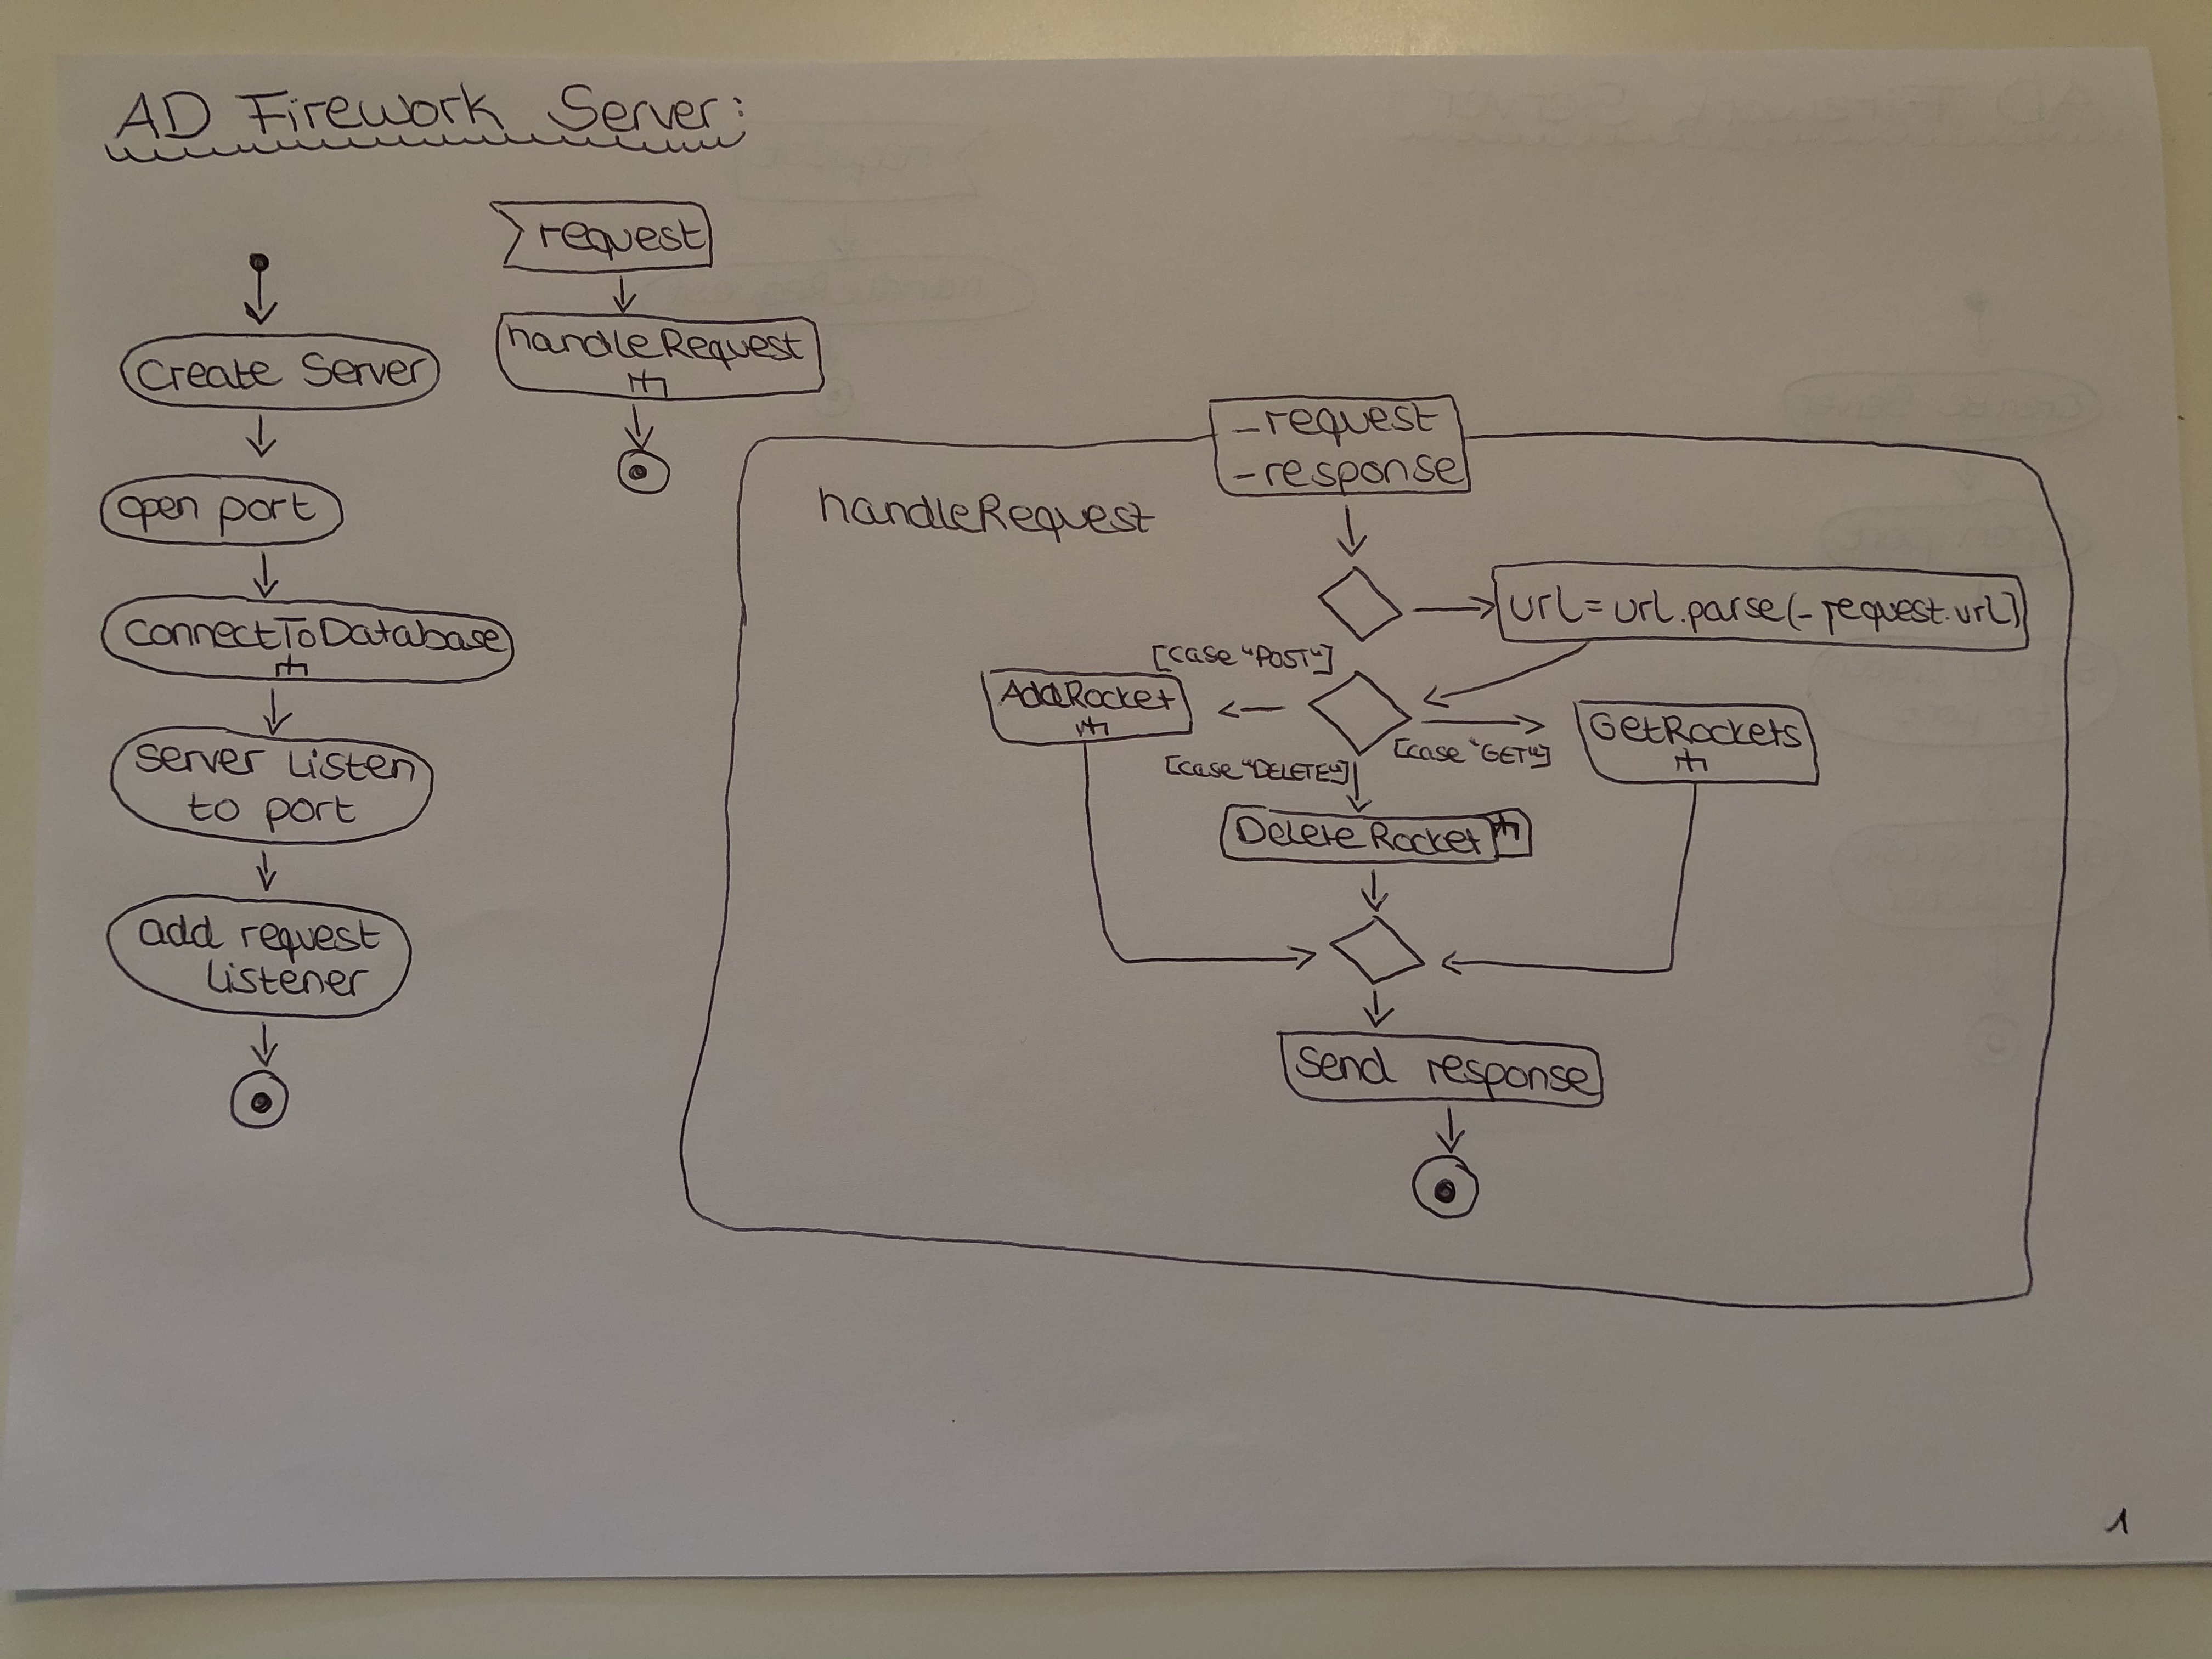 AD Firework Server:
Create Server
open port
ConnectToDatabase
Server listen
to port
add request
listener
request
handleRequest
handleRequest
-request
-response
url = url.parse(-request.url)
[case "POST"]
AddRocket
[case "DELETE"]
[case "GET"]
DeleteRocket
GetRockets
Send response
1